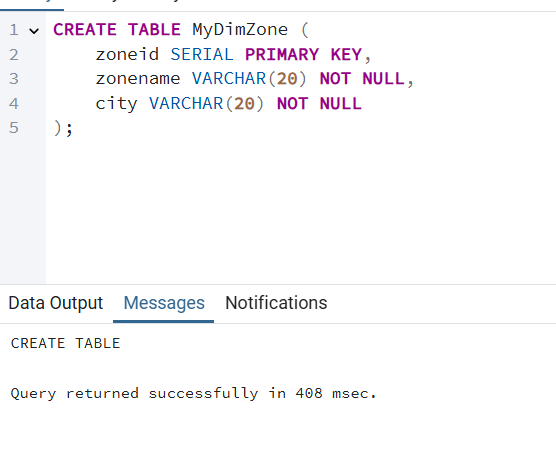 1 CREATE TABLE MyDimZone (
2 zoneid SERIAL PRIMARY KEY,
3 zonename VARCHAR(20) NOT NULL,
4 city VARCHAR(20) NOT NULL
5 );
Data Output Messages Notifications
CREATE TABLE
Query returned successfully in 408 msec.